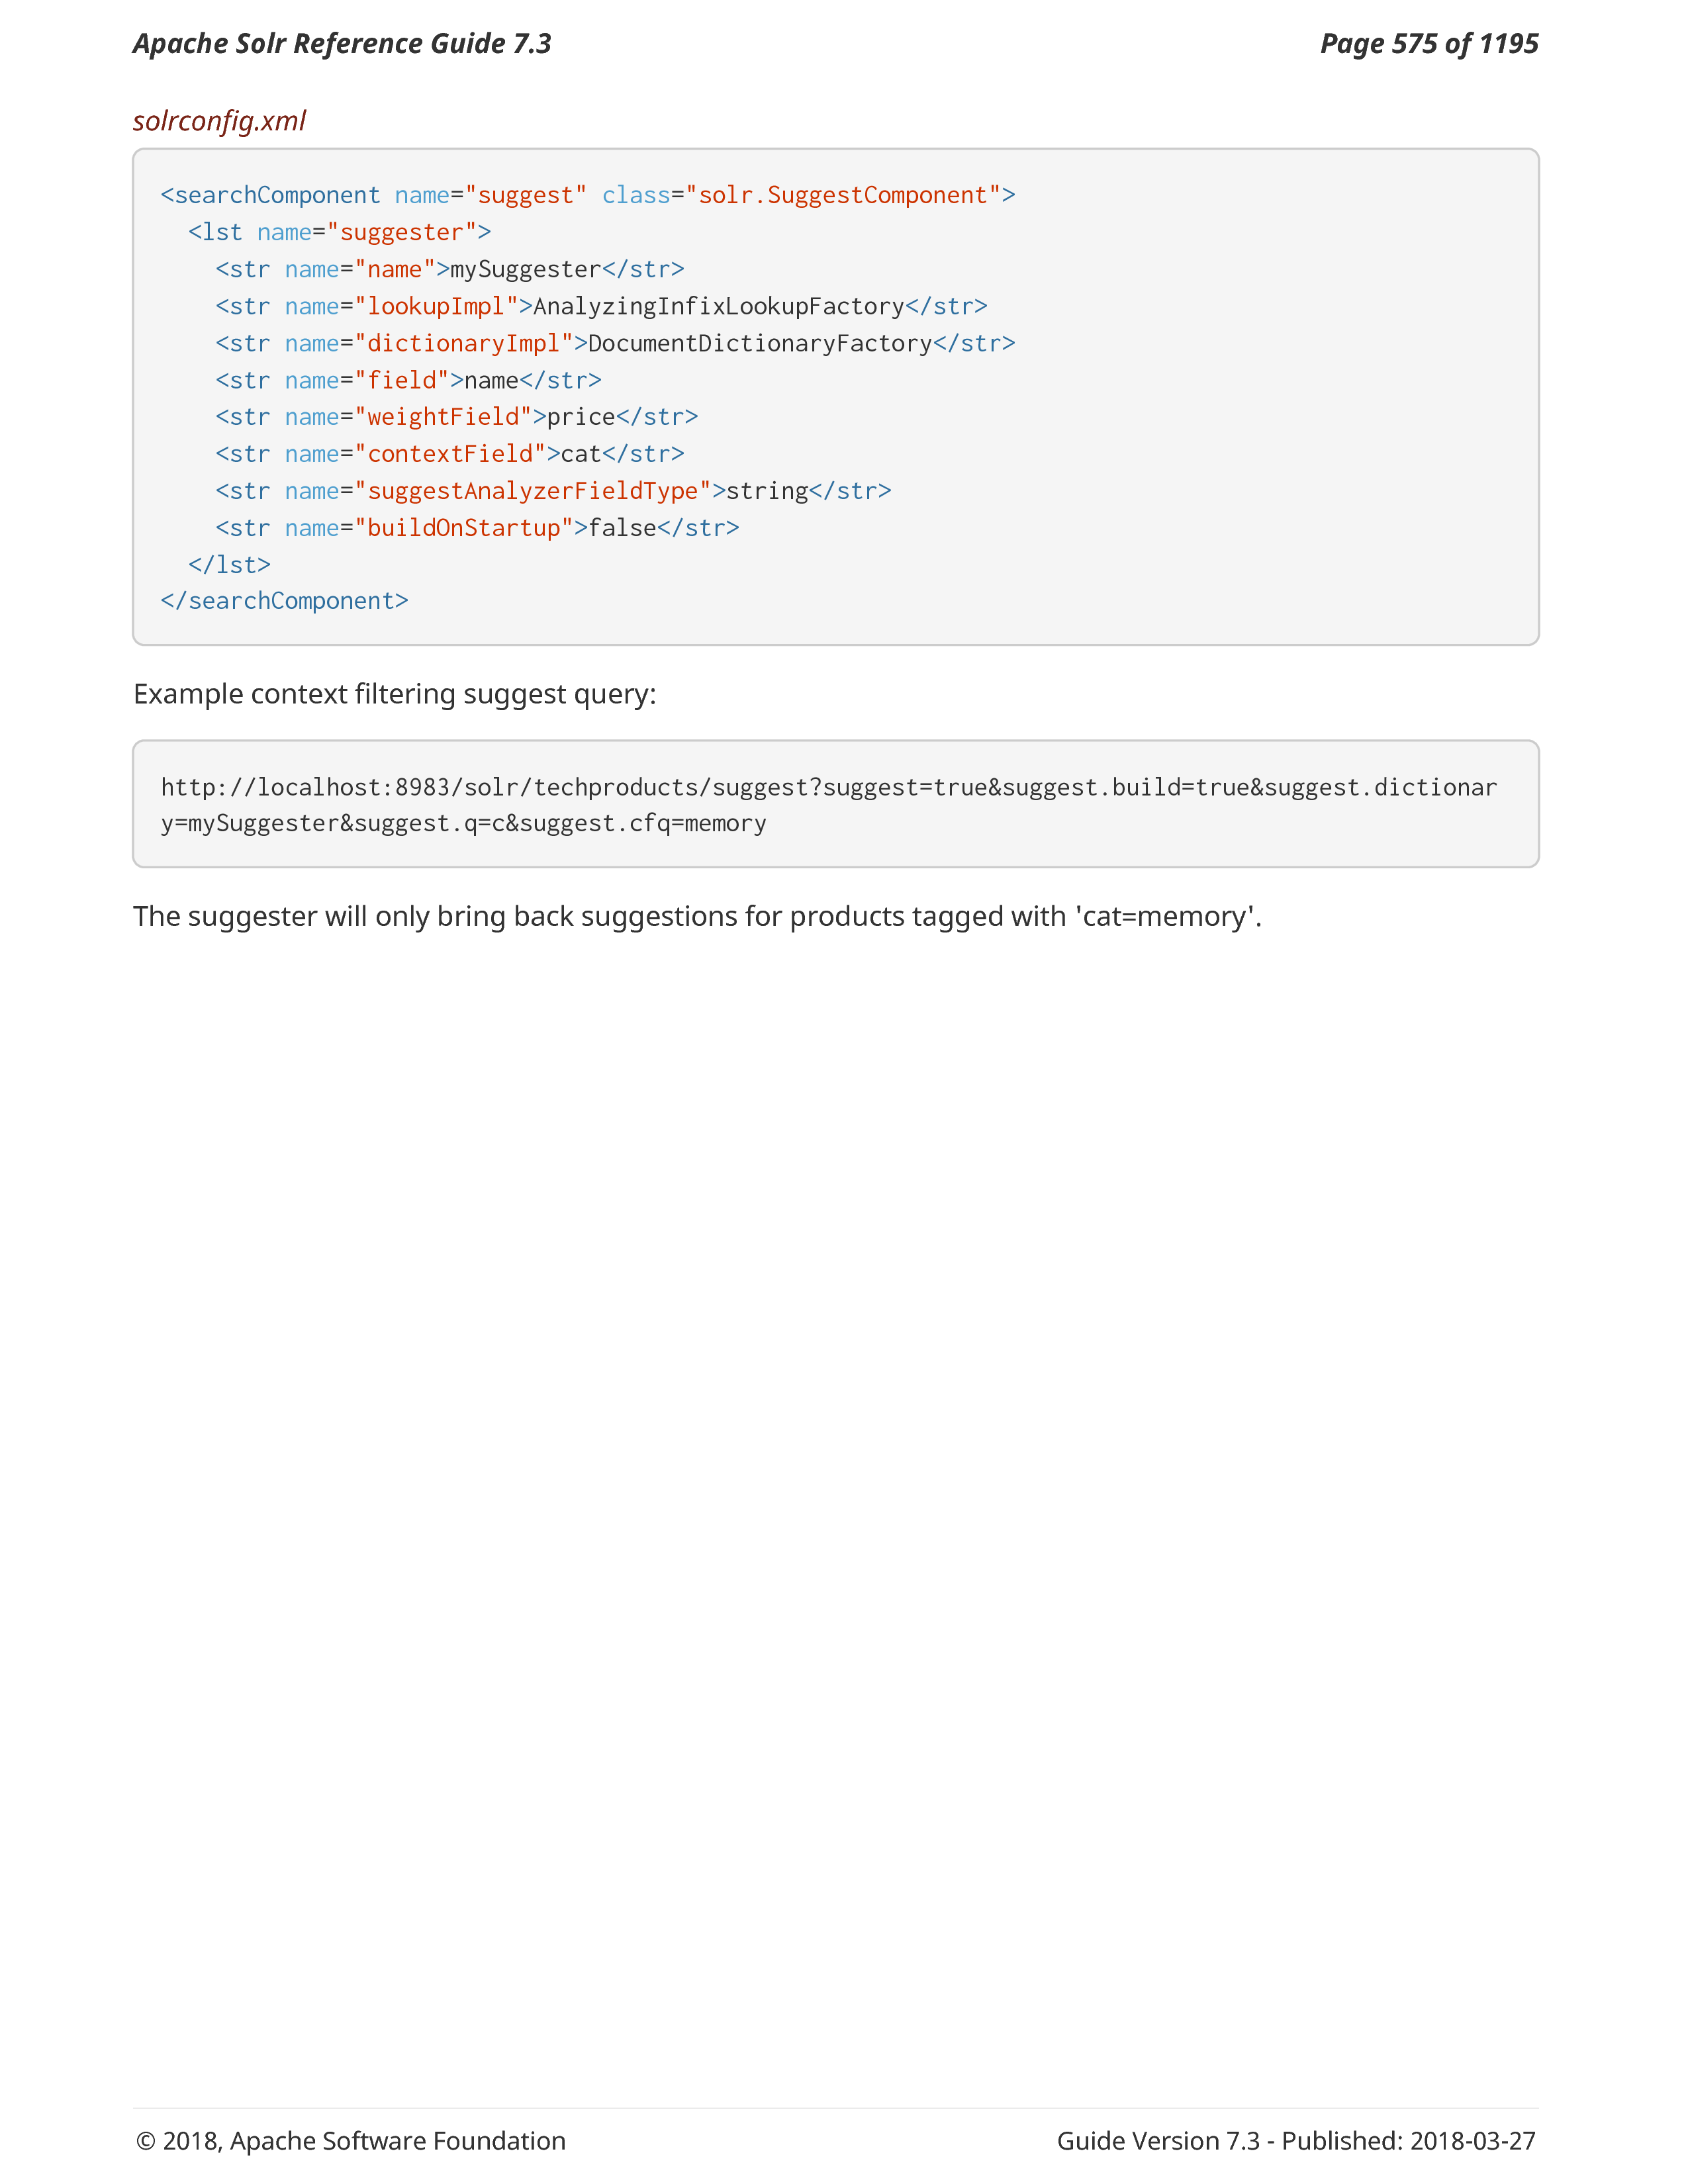 Apache Solr Reference Guide 7.3
Page 575 of 1195
solrconfig.xml
<searchComponent name="suggest" class="solr.SuggestComponent">
  <lst name="suggester">
    <str name="name">mySuggester</str>
    <str name="lookupImpl">AnalyzingInfixLookupFactory</str>
    <str name="dictionaryImpl">DocumentDictionaryFactory</str>
    <str name="field">name</str>
    <str name="weightField">price</str>
    <str name="contextField">cat</str>
    <str name="suggestAnalyzerFieldType">string</str>
    <str name="buildOnStartup">false</str>
  </lst>
</searchComponent>
Example context filtering suggest query:
http://localhost:8983/solr/techproducts/suggest?suggest=true&suggest.build=true&suggest.dictionar
y=mySuggester&suggest.q=c&suggest.cfq=memory
The suggester will only bring back suggestions for products tagged with 'cat=memory'.
© 2018, Apache Software Foundation
Guide Version 7.3 - Published: 2018-03-27